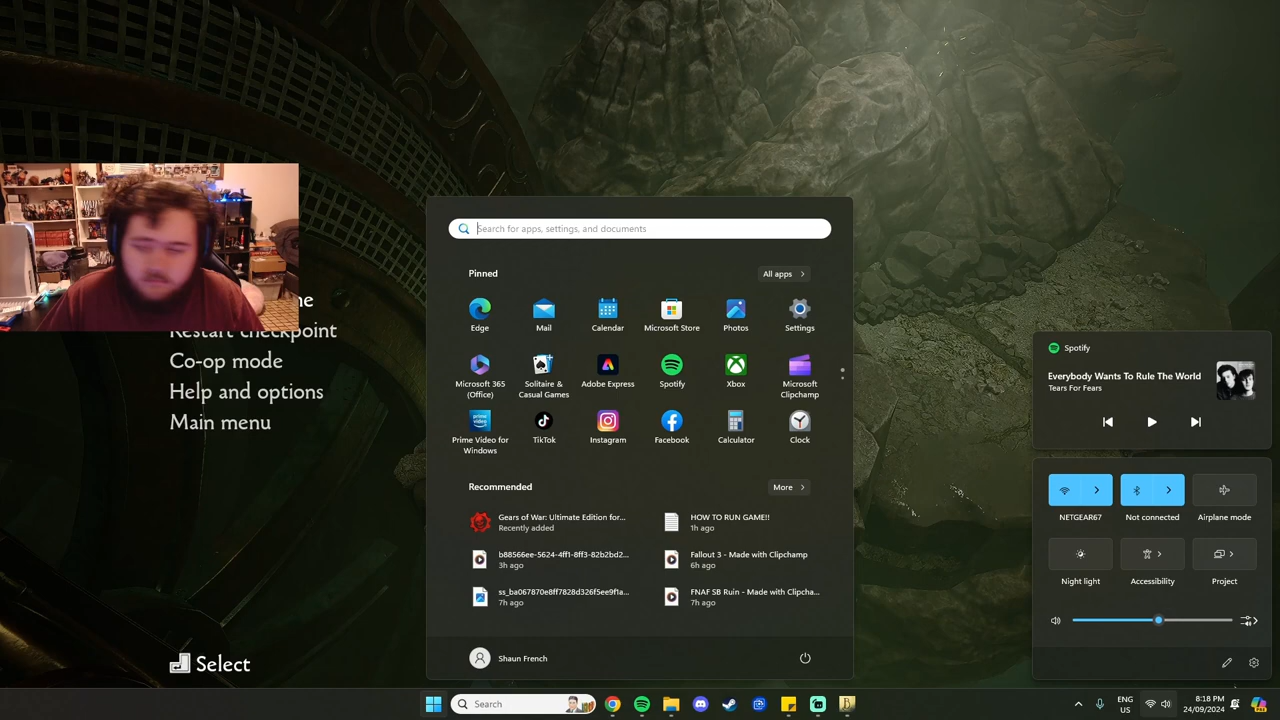 Restart checkpoint
Co-op mode
Help and options
Main menu
Select
Search for apps, settings, and documents
Pinned
All apps
Edge
Mail
Calendar
Microsoft Store
Photos
Settings
Microsoft 365
(Office)
Solitaire &
Casual Games
Adobe Express
Spotify
Xbox
Microsoft
Clipchamp
Prime Video for
Windows
TikTok
Instagram
Facebook
Calculator
Clock
Recommended
More
Gears of War: Ultimate Edition for...
Recently added
HOW TO RUN GAME!!
1h ago
b88566ee-5624-4ff1-8ff3-82b2bd2...
3h ago
Fallout 3 - Made with Clipchamp
6h ago
ss_ba067870e8ff7828d326f5ee9f1a...
7h ago
FNAF SB Ruin - Made with Clipcha...
7h ago
Shaun French
Spotify
Everybody Wants To Rule The World
Tears For Fears
NETGEAR67
Not connected
Airplane mode
Night light
Accessibility
Project
Search
ENG
US
8:18 PM
24/09/2024